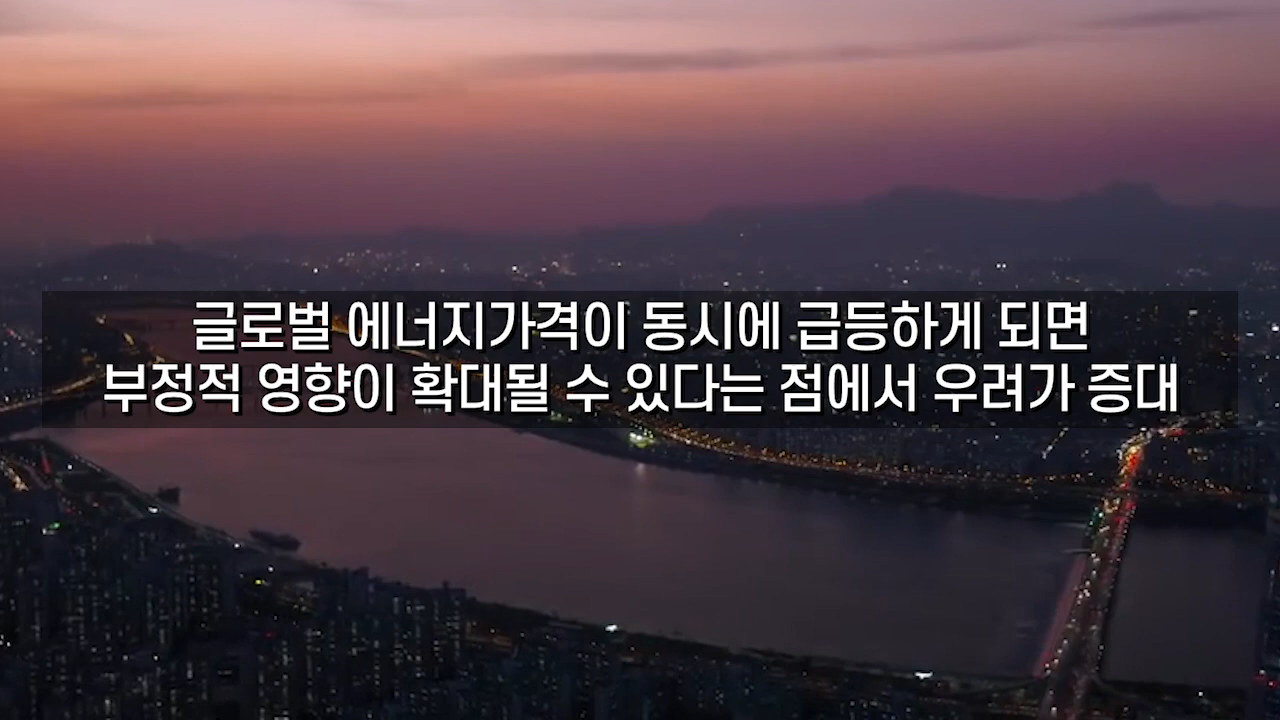 글로벌 에너지가격이 동시에 급등하게 되면
부정적 영향이 확대될 수 있다는 점에서 우려가 증대